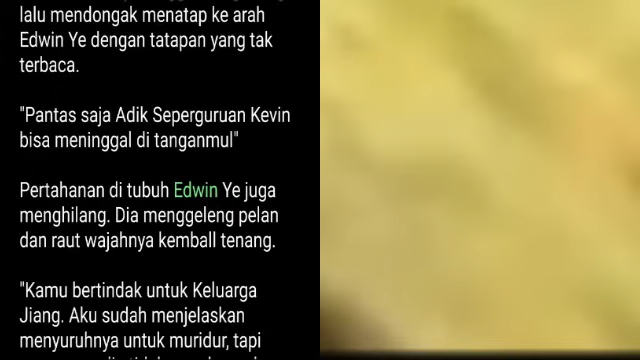 lalu mendongak menatap ke arah
Edwin Ye dengan tatapan yang tak
terbaca.
"Pantas saja Adik Seperguruan Kevin
bisa meninggal di tanganmul"
Pertahanan di tubuh Edwin Ye juga
menghilang. Dia menggeleng pelan
dan raut wajahnya kemball tenang.
"Kamu bertindak untuk Keluarga
Jiang. Aku sudah menjelaskan
menyuruhnya untuk muridur, tapi